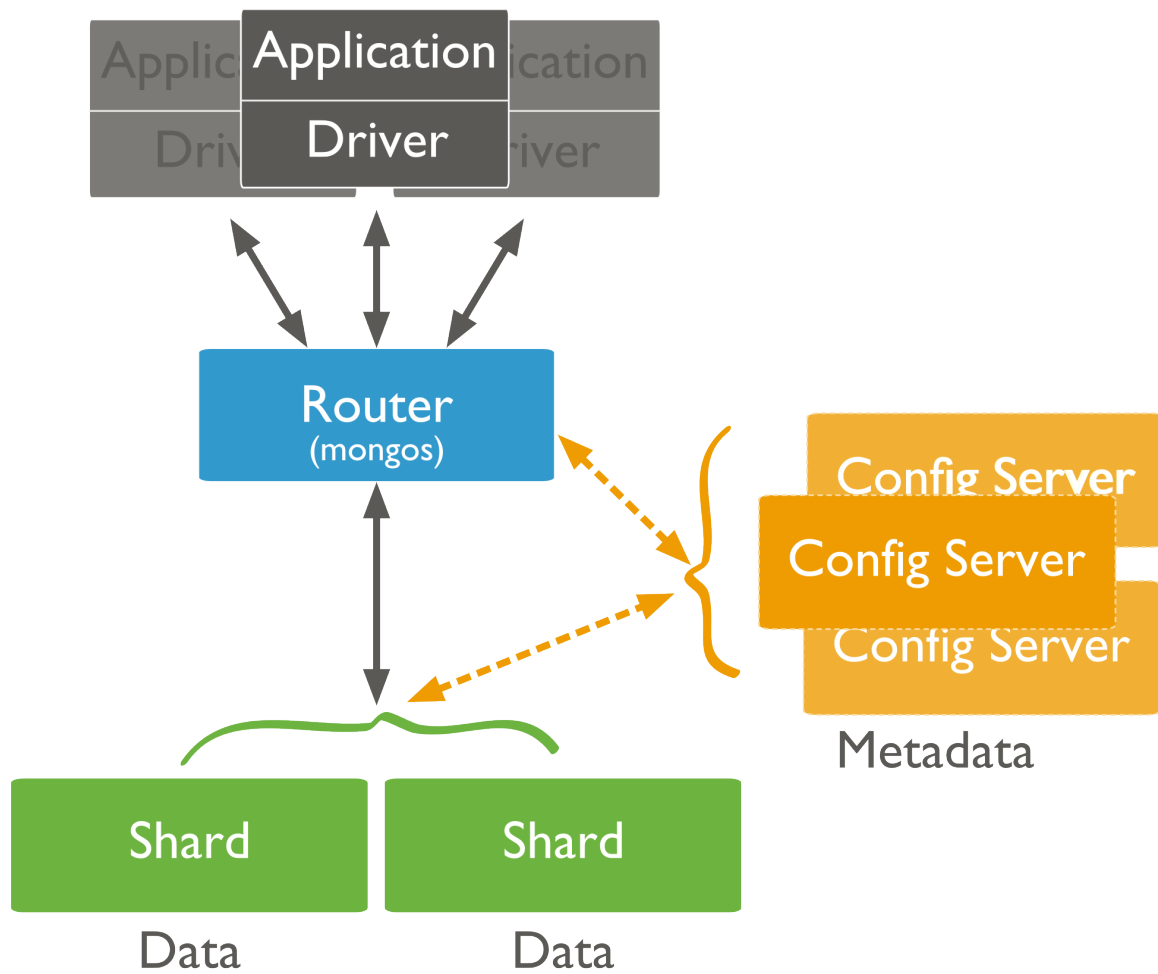 Application
Driver
Router
(mongos)
Config Server
Config Server
Config Server
Metadata
Shard
Shard
Data
Data